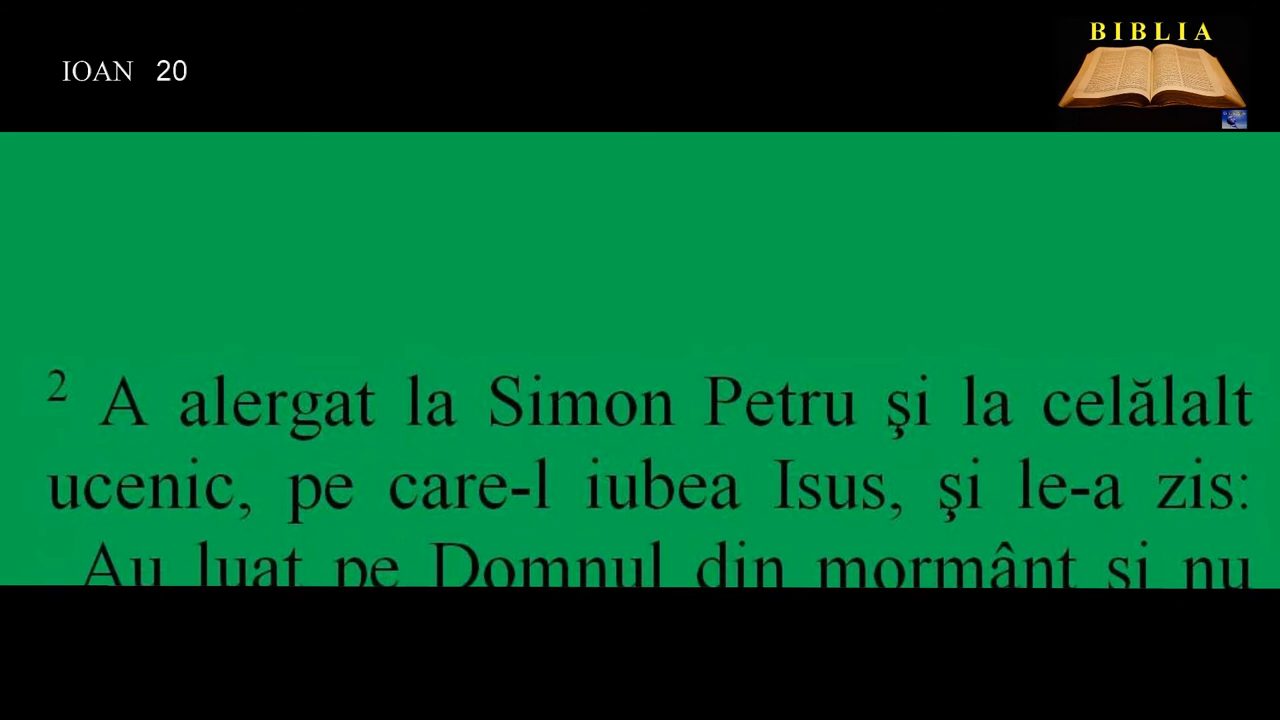 BIBLIA
IOAN 20
2 A alergat la Simon Petru şi la celălalt
ucenic, pe care-l iubea Isus, şi le-a zis:
Au luat pe Domnul din mormânt şi nu